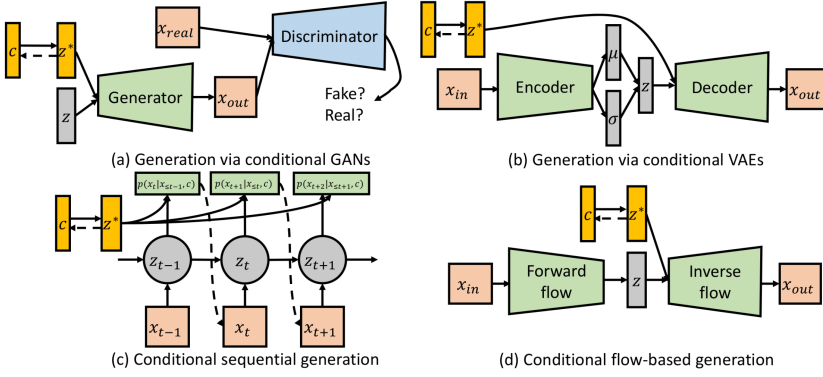 c
z*
z
Generator
x_real
x_out
Discriminator
Fake?
Real?
(a) Generation via conditional GANs
c
z*
x_in
Encoder
μ
σ
z
Decoder
x_out
(b) Generation via conditional VAEs
p(x_t|x_≤t−1, c)
p(x_t+1|x_≤t, c)
p(x_t+2|x_≤t+1, c)
c
z*
z_t−1
z_t
z_t+1
x_t−1
x_t
x_t+1
(c) Conditional sequential generation
c
z*
x_in
Forward
flow
z
Inverse
flow
x_out
(d) Conditional flow-based generation